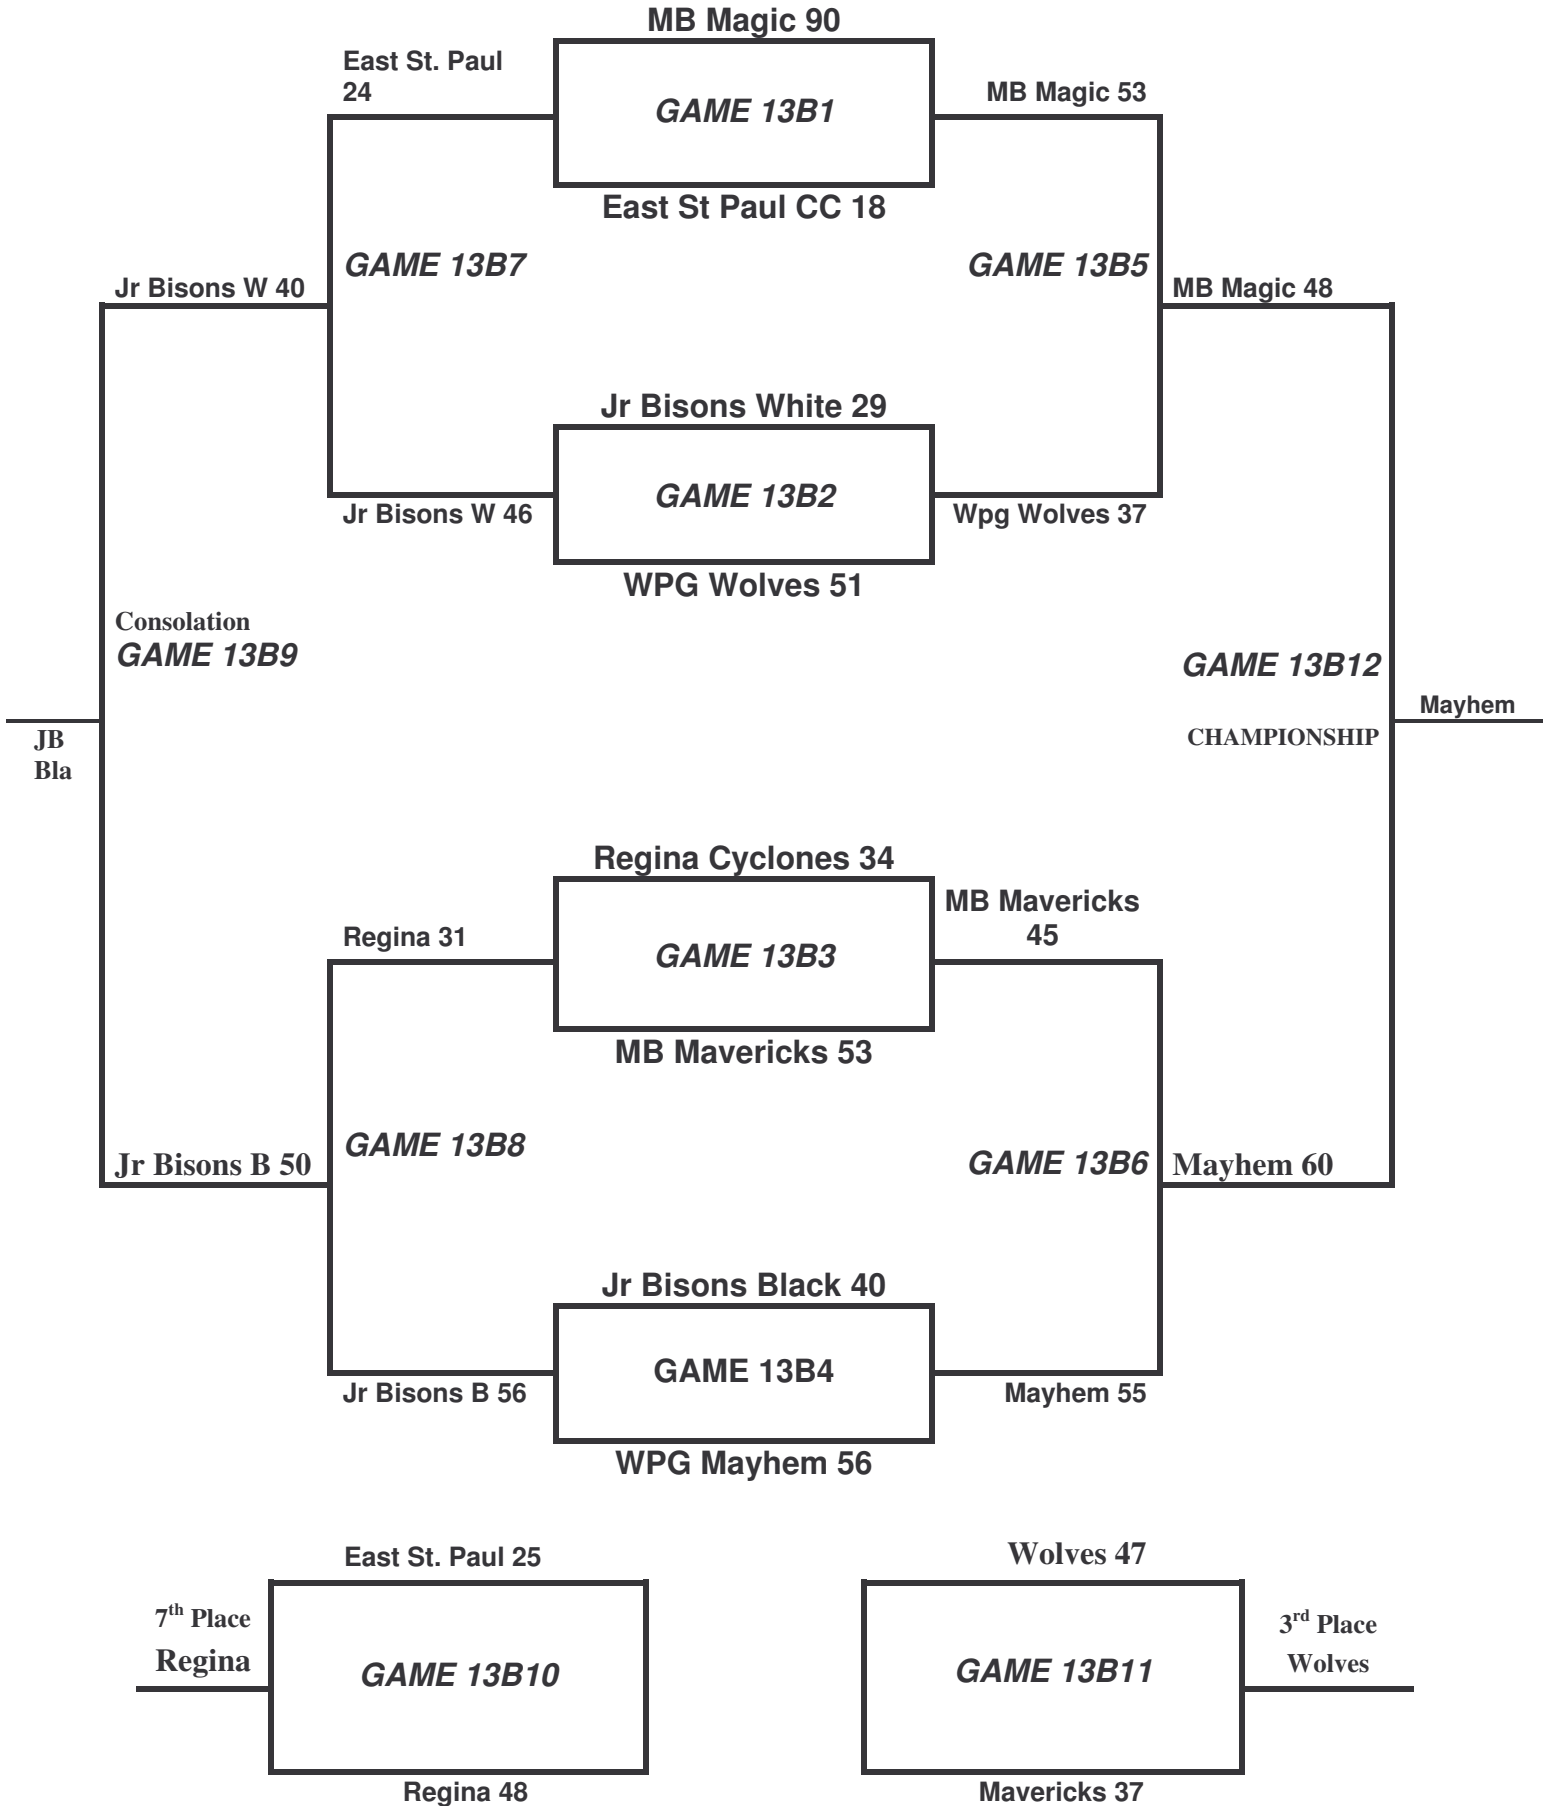 MB Magic 90
East St. Paul
24
GAME 13B1
MB Magic 53
East St Paul CC 18
GAME 13B7
GAME 13B5
Jr Bisons W 40
MB Magic 48
Jr Bisons White 29
GAME 13B2
Jr Bisons W 46
Wpg Wolves 37
WPG Wolves 51
Consolation
GAME 13B9
GAME 13B12
Mayhem
JB
Bla
CHAMPIONSHIP
Regina Cyclones 34
MB Mavericks
45
Regina 31
GAME 13B3
MB Mavericks 53
GAME 13B8
GAME 13B6
Jr Bisons B 50
Mayhem 60
Jr Bisons Black 40
GAME 13B4
Jr Bisons B 56
Mayhem 55
WPG Mayhem 56
East St. Paul 25
Wolves 47
7th Place
Regina
GAME 13B10
GAME 13B11
3rd Place
Wolves
Regina 48
Mavericks 37